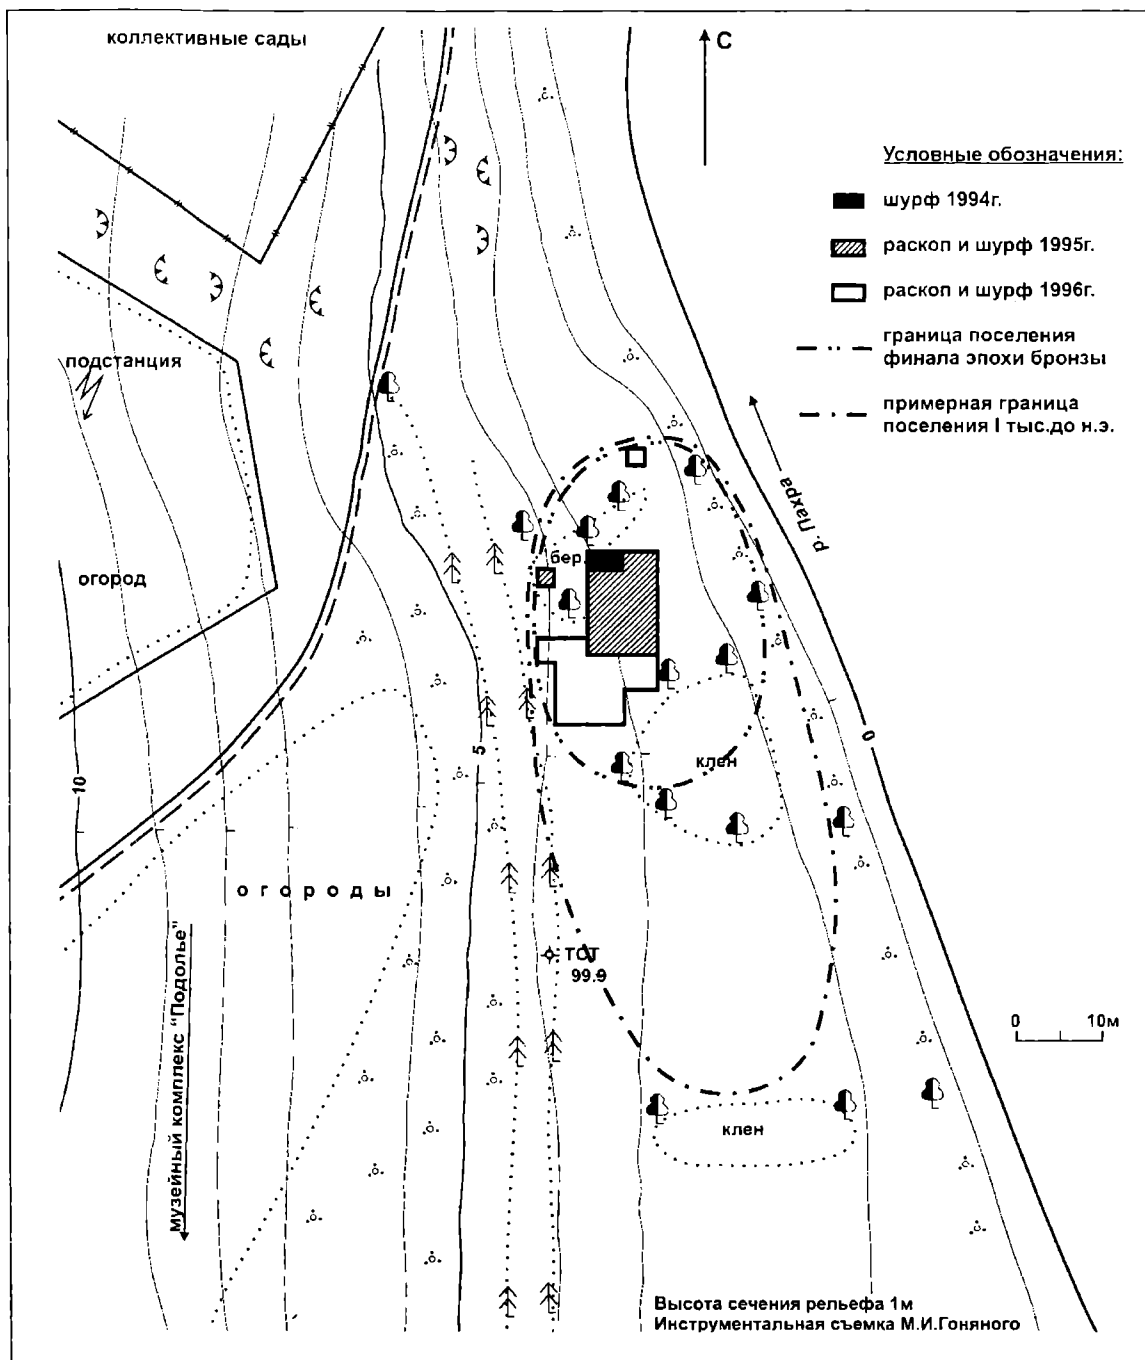 коллективные сады
С
Условные обозначения:
шурф 1994г.
раскоп и шурф 1995г.
раскоп и шурф 1996г.
граница поселения
финала эпохи бронзы
примерная граница
поселения I тыс.до н.э.
подстанция
р. Пахра
огород
бер.
клен
10
5
0
огороды
музейный комплекс "Подолье"
ТСТ
99.9
0 10м
клен
Высота сечения рельефа 1м
Инструментальная съемка М.И.Гоняного